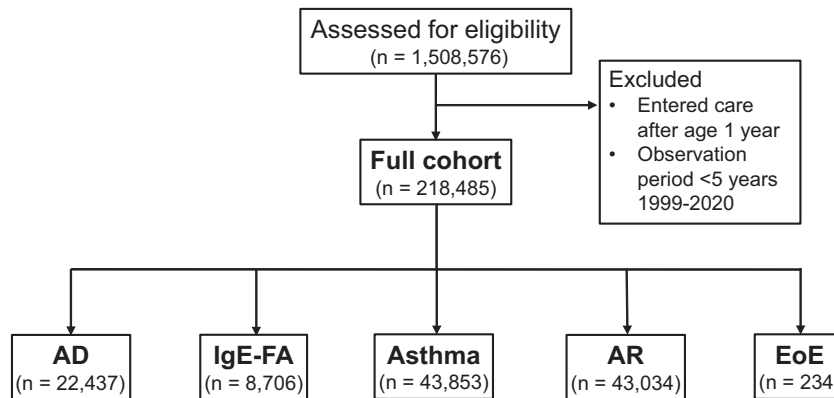 Assessed for eligibility
(n = 1,508,576)
Excluded
• Entered care
after age 1 year
• Observation
period <5 years
1999-2020
Full cohort
(n = 218,485)
AD
(n = 22,437)
IgE-FA
(n = 8,706)
Asthma
(n = 43,853)
AR
(n = 43,034)
EoE
(n = 234